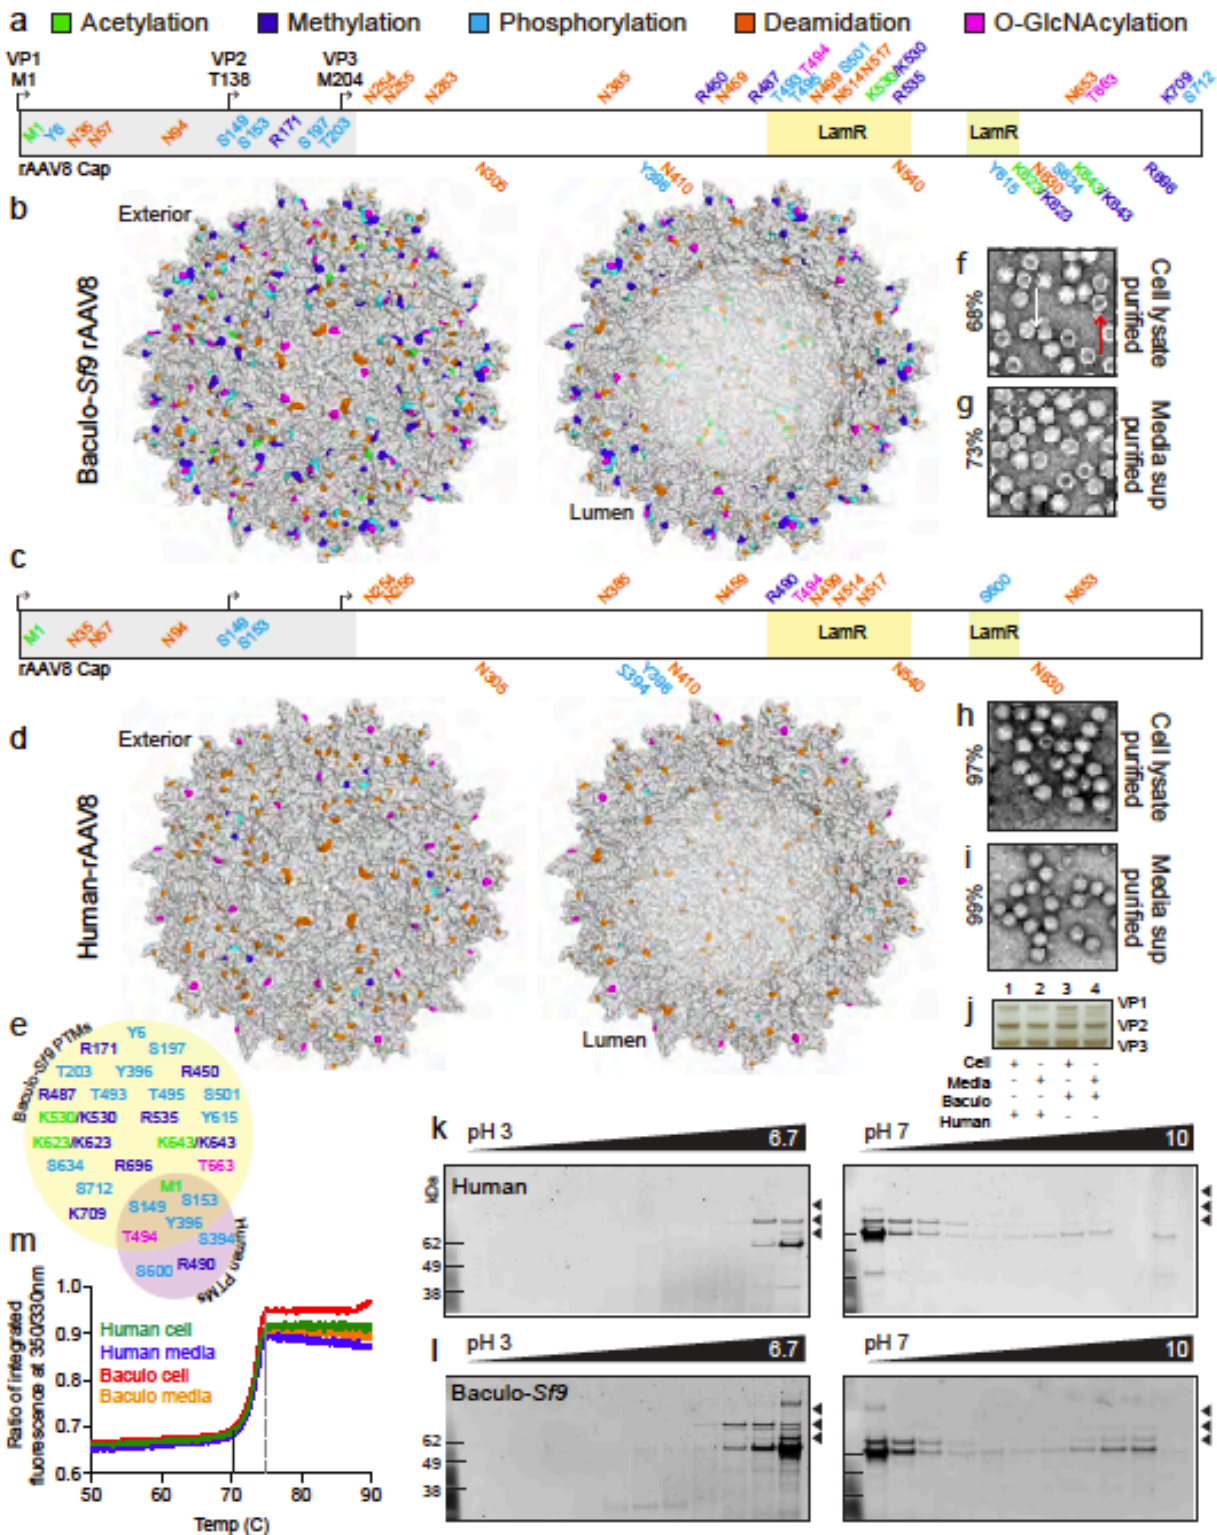 a
Acetylation Methylation Phosphorylation Deamidation O-GlcNAcylation
VP1
M1
VP2
T138
VP3
M204
N254 N255 N263 N385 R450 N459 R487 T493 T494 T495 N499 S501 N514 N517 K530/K530 R535 N653 T663 K709 S712
M1 Y6 N35 N57 N94 S149 S153 R171 S197 T203
LamR
LamR
rAAV8 Cap
N305 Y396 N410 N540 Y615 K623/K623 N630 S634 K643/K643 R696
b
Exterior
Baculo-Sf9 rAAV8
Lumen
f
68%
Cell lysate
purified
g
73%
Media sup
purified
c
N254 N255 N385 N459 R490 T494 N499 N514 N517 S600 N653
M1 N35 N57 N94 S149 S153
LamR
LamR
rAAV8 Cap
N305 S394 Y396 N410 N540 N630
d
Exterior
Human-rAAV8
Lumen
h
97%
Cell lysate
purified
i
99%
Media sup
purified
j
1 2 3 4
VP1
VP2
VP3
Cell + - + -
Media - + - +
Baculo - - + +
Human + + - -
e
Baculo-Sf9 PTMs
Y6
R171 S197
T203 Y396 R450
R487 T493 T495 S501
K530/K530 R535 Y615
K623/K623 K643/K643
S634 R696 T663
S712 M1
K709 S149 S153
T494 Y396 S394
S600 R490
Human PTMs
k
pH 3 6.7
pH 7 10
kDa
Human
62
49
38
l
pH 3 6.7
pH 7 10
Baculo-Sf9
62
49
38
m
Ratio of integrated
fluorescence at 350/330nm
1.0
0.9
0.8
0.7
0.6
Human cell
Human media
Baculo cell
Baculo media
50 60 70 80 90
Temp (C)